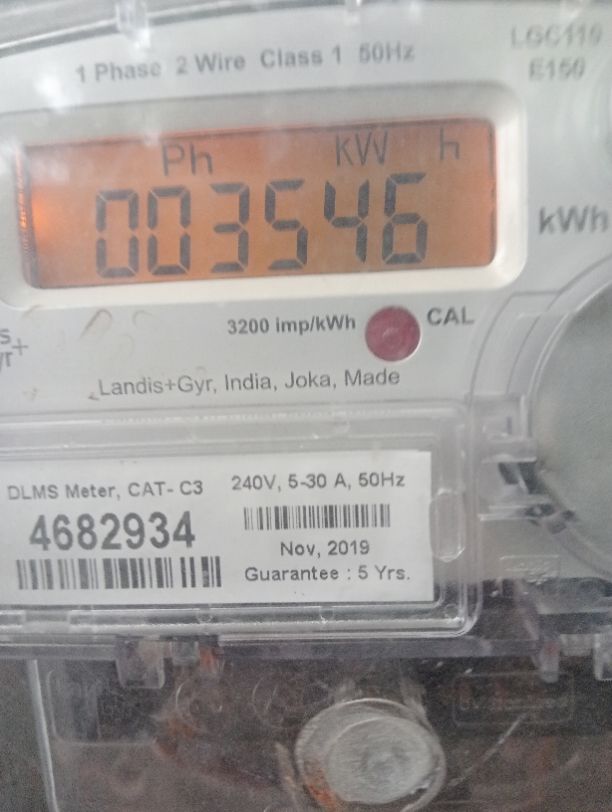 LGC110
E150
1 Phase 2 Wire Class 1 50Hz
Ph KW h
003546
kWh
3200 imp/kWh CAL
Landis+Gyr, India, Joka, Made
DLMS Meter, CAT- C3
4682934
240V, 5-30 A, 50Hz
Nov, 2019
Guarantee : 5 Yrs.